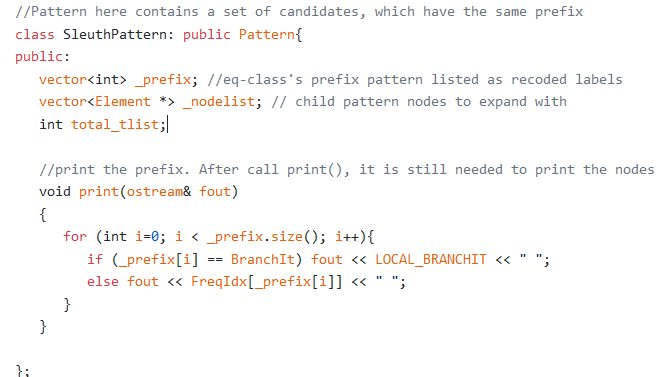 //Pattern here contains a set of candidates, which have the same prefix
class SleuthPattern: public Pattern{
public:
   vector<int> _prefix; //eq-class's prefix pattern listed as recoded labels
   vector<Element *> _nodelist; // child pattern nodes to expand with
   int total_tlist;

   //print the prefix. After call print(), it is still needed to print the nodes
   void print(ostream& fout)
   {
      for (int i=0; i < _prefix.size(); i++){
         if (_prefix[i] == BranchIt) fout << LOCAL_BRANCHIT << " ";
         else fout << FreqIdx[_prefix[i]] << " ";
      }
   }

};